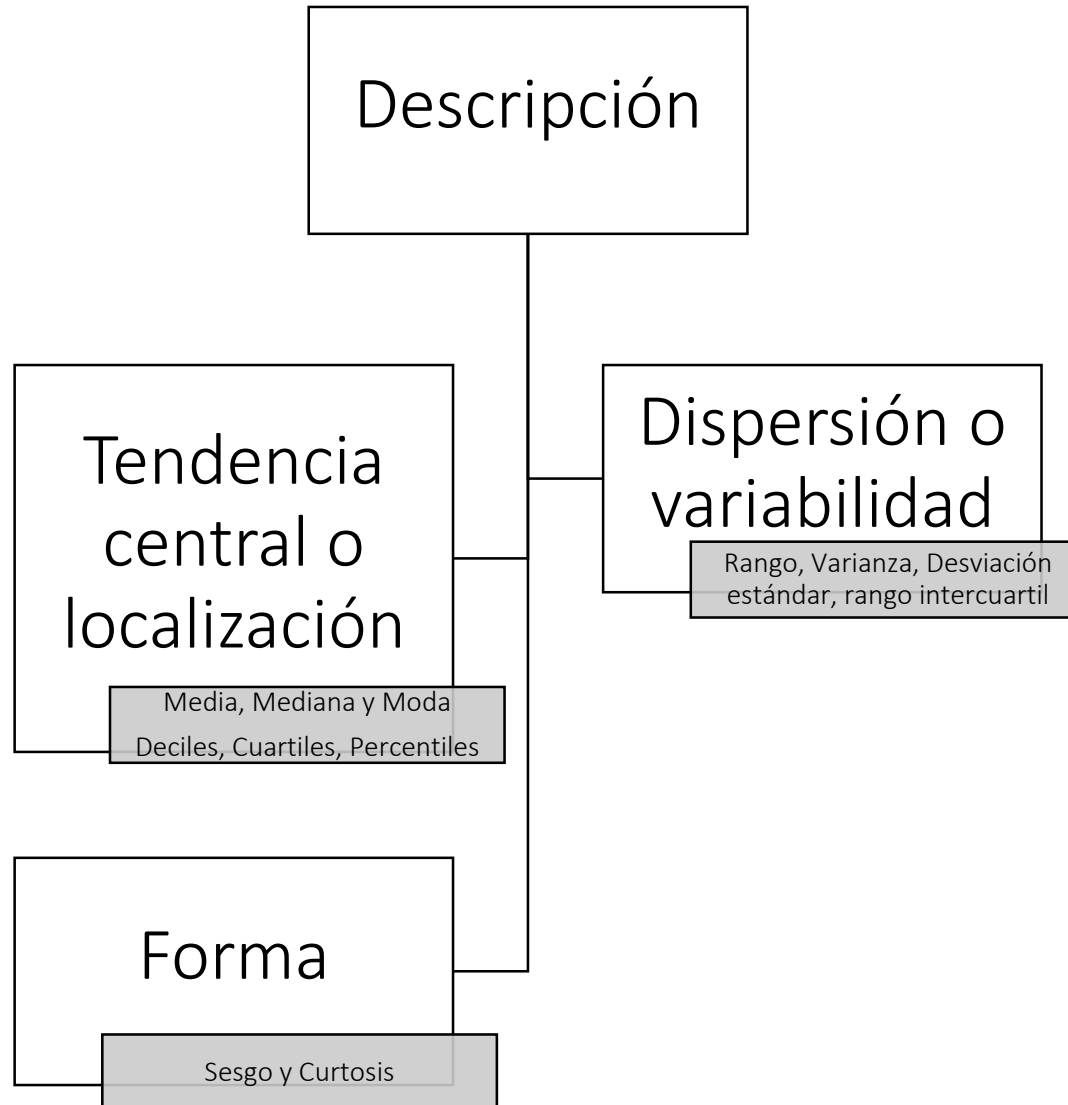 Descripción
Tendencia
central o
localización
Media, Mediana y Moda
Deciles, Cuartiles, Percentiles
Dispersión o
variabilidad
Rango, Varianza, Desviación
estándar, rango intercuartil
Forma
Sesgo y Curtosis